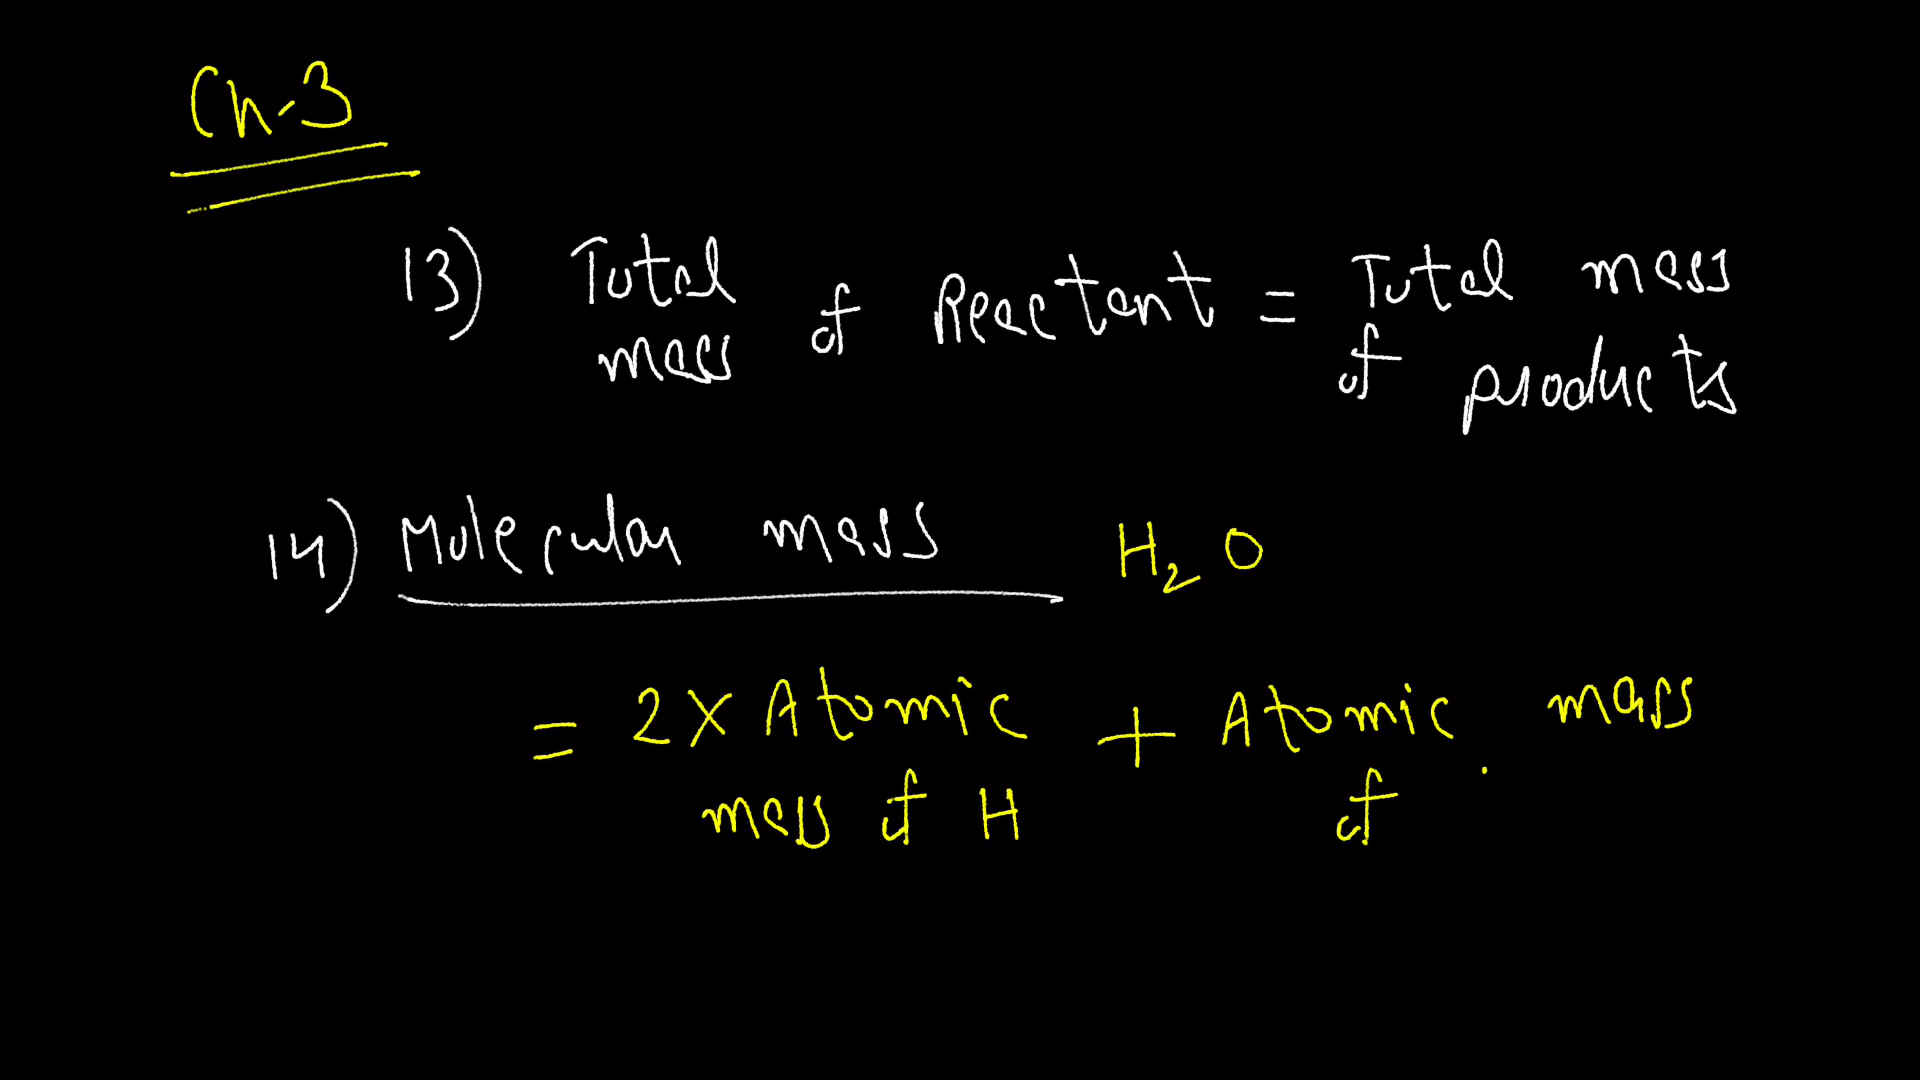 Ch-3
13) Total mass of Reactant = Total mass of products
14) Molecular mass H₂O
= 2 X Atomic mass of H + Atomic mass of